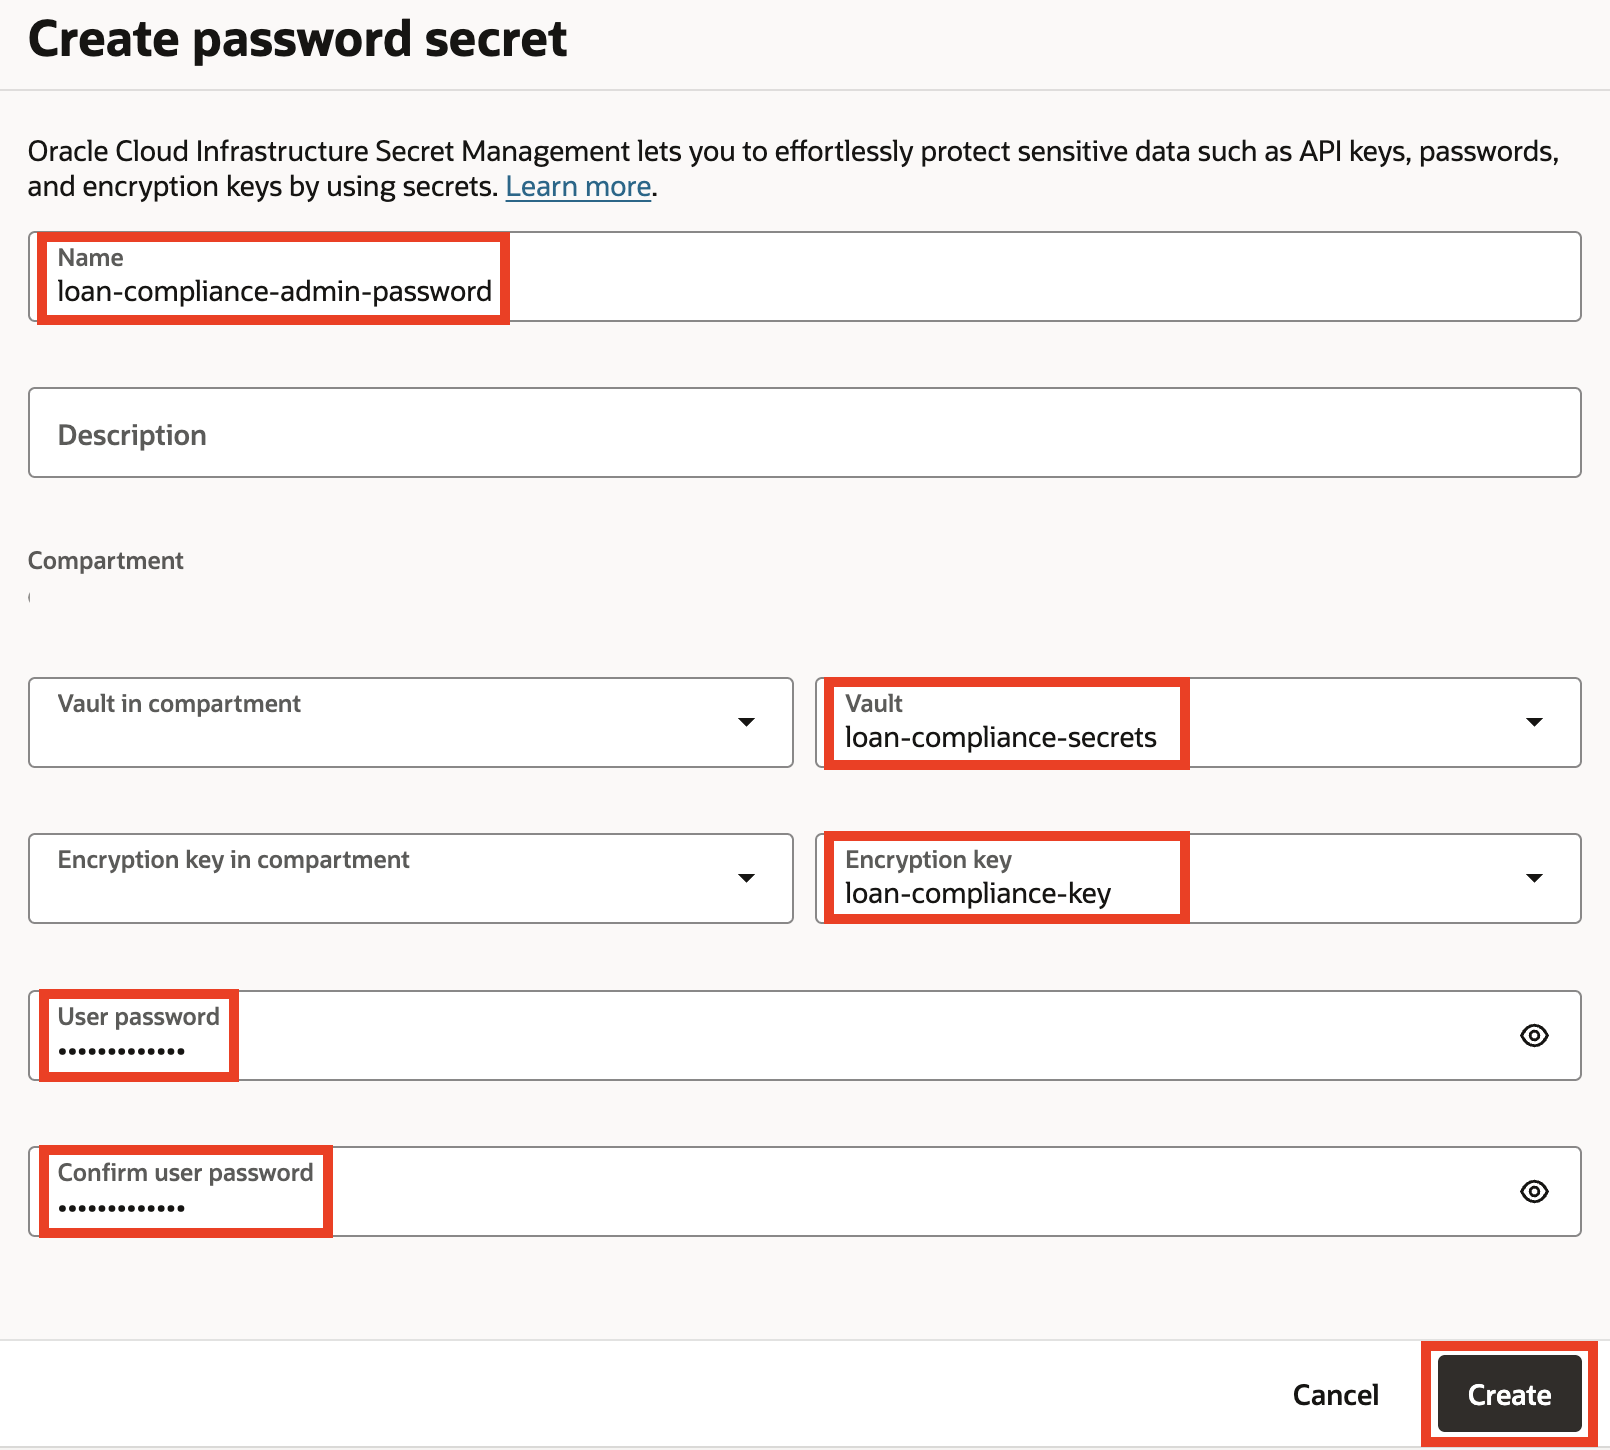 Create password secret
Oracle Cloud Infrastructure Secret Management lets you to effortlessly protect sensitive data such as API keys, passwords,
and encryption keys by using secrets. Learn more.
Name
loan-compliance-admin-password
Description
Compartment
Vault in compartment
Vault
loan-compliance-secrets
Encryption key in compartment
Encryption key
loan-compliance-key
User password
•••••••••••••
Confirm user password
•••••••••••••
Cancel
Create